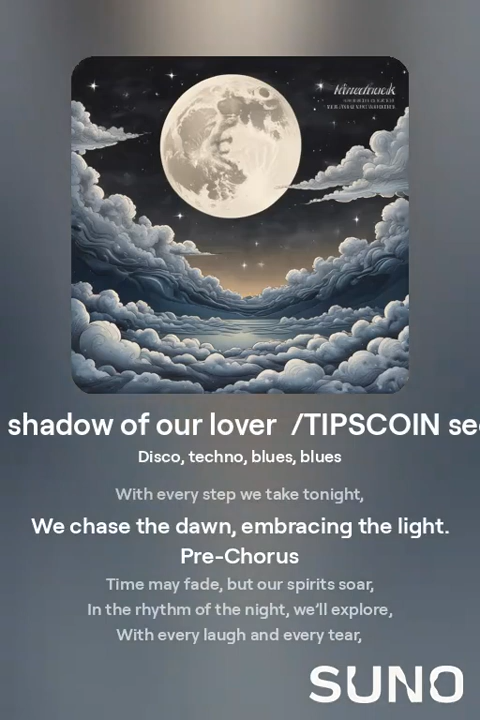 shadow of our lover /TIPSCOIN se
Disco, techno, blues, blues
With every step we take tonight,
We chase the dawn, embracing the light.
Pre-Chorus
Time may fade, but our spirits soar,
In the rhythm of the night, we'll explore,
With every laugh and every tear,
SUNO